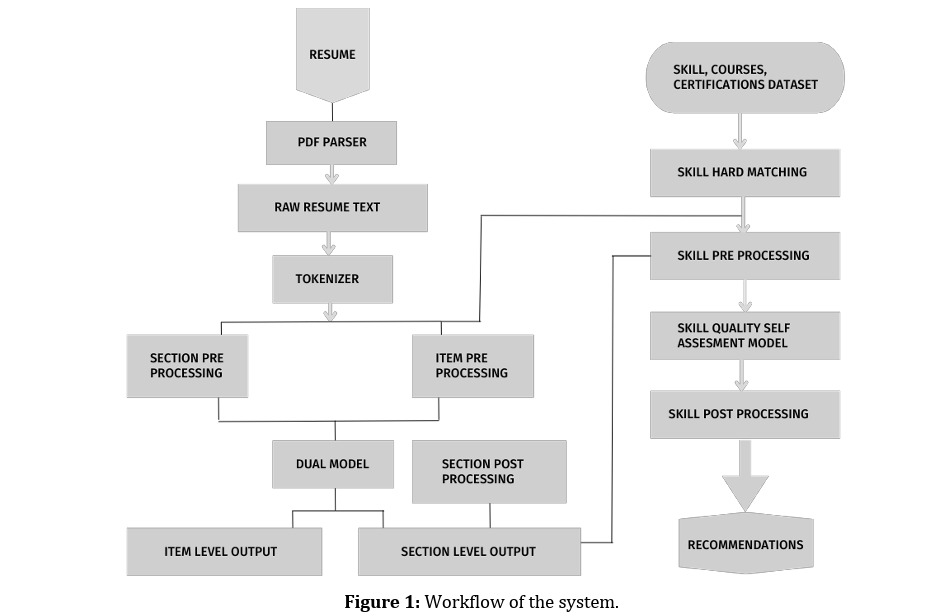 RESUME
PDF PARSER
RAW RESUME TEXT
TOKENIZER
SECTION PRE
PROCESSING
ITEM PRE
PROCESSING
DUAL MODEL
SECTION POST
PROCESSING
ITEM LEVEL OUTPUT
SECTION LEVEL OUTPUT
SKILL, COURSES,
CERTIFICATIONS DATASET
SKILL HARD MATCHING
SKILL PRE PROCESSING
SKILL QUALITY SELF
ASSESMENT MODEL
SKILL POST PROCESSING
RECOMMENDATIONS
Figure 1: Workflow of the system.